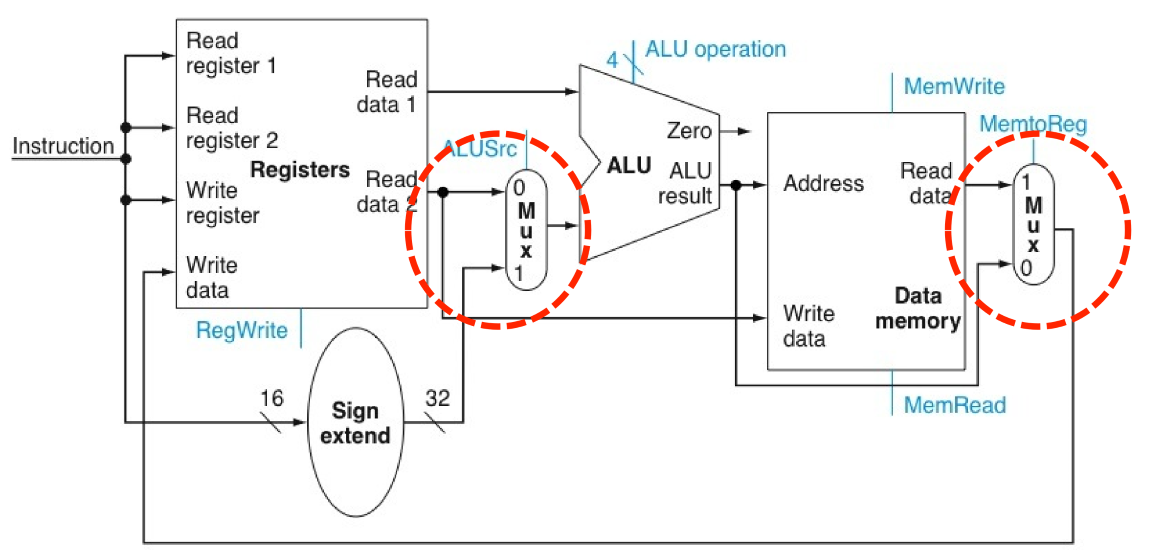 Instruction
Read
register 1
Read
register 2
Write
register
Write
data
Registers
Read
data 1
Read
data 2
RegWrite
16
Sign
extend
32
ALUSrc
0
M
u
x
1
4
ALU operation
Zero
ALU
ALU
result
MemWrite
Address
Read
data
Write
data
Data
memory
MemRead
MemtoReg
1
M
u
x
0